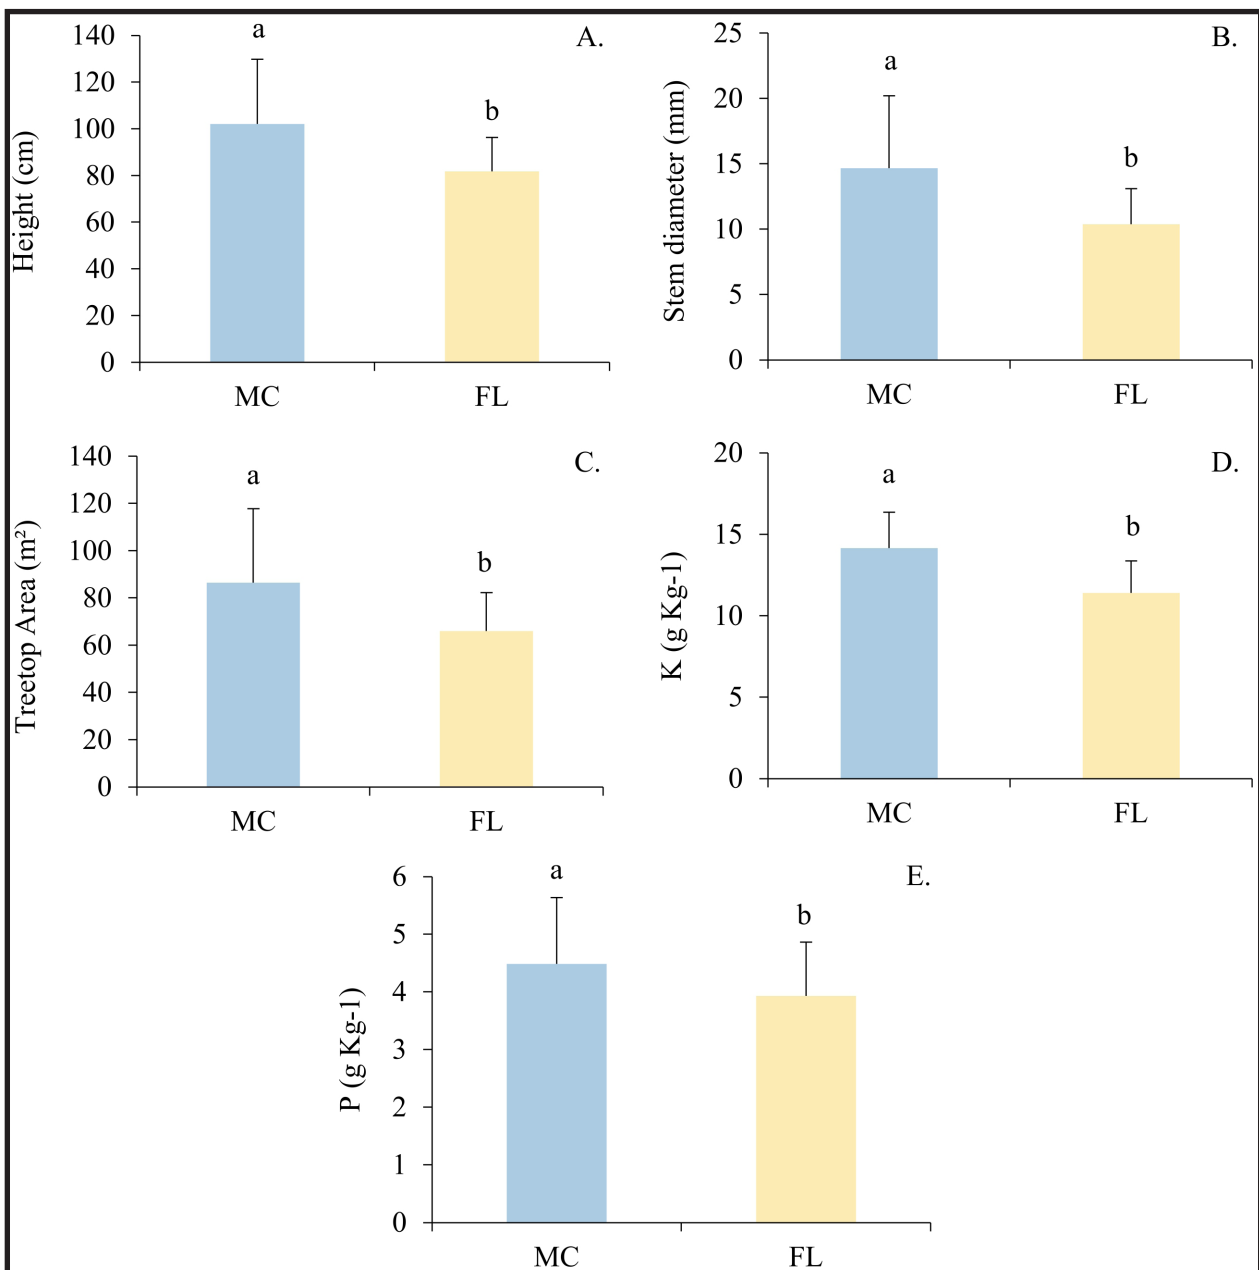 A.
Height (cm)
140
120
100
80
60
40
20
0
a
b
MC
FL
B.
Stem diameter (mm)
25
20
15
10
5
0
a
b
MC
FL
C.
Treetop Area (m²)
140
120
100
80
60
40
20
0
a
b
MC
FL
D.
K (g Kg-1)
20
15
10
5
0
a
b
MC
FL
E.
P (g Kg-1)
6
5
4
3
2
1
0
a
b
MC
FL